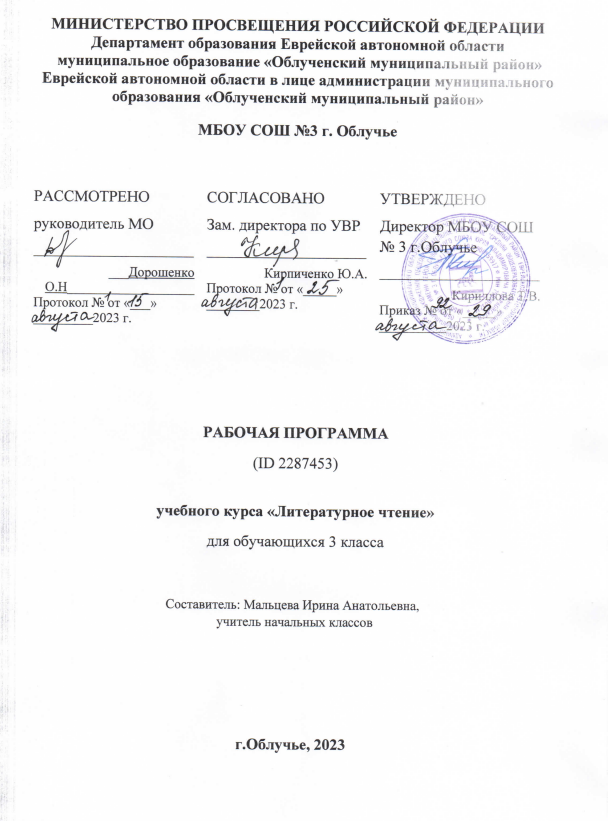 МИНИСТЕРСТВО ПРОСВЕЩЕНИЯ РОССИЙСКОЙ ФЕДЕРАЦИИ
Департамент образования Еврейской автономной области
муниципальное образование «Облученский муниципальный район»
Еврейской автономной области в лице администрации муниципального
образования «Облученский муниципальный район»
МБОУ СОШ №3 г. Облучье
РАССМОТРЕНО
руководитель МО
Дорошенко
О.Н
Протокол №1 от «15»
августа 2023 г.
СОГЛАСОВАНО
Зам. директора по УВР
Кирпиченко Ю.А.
Протокол №1 от «25»
августа 2023 г.
УТВЕРЖДЕНО
Директор МБОУ СОШ
№ 3 г.Облучье
Кириллова В.
Приказ № 92 от «29»
августа 2023 г.
РАБОЧАЯ ПРОГРАММА
(ID 2287453)
учебного курса «Литературное чтение»
для обучающихся 3 класса
Составитель: Мальцева Ирина Анатольевна,
учитель начальных классов
г.Облучье, 2023